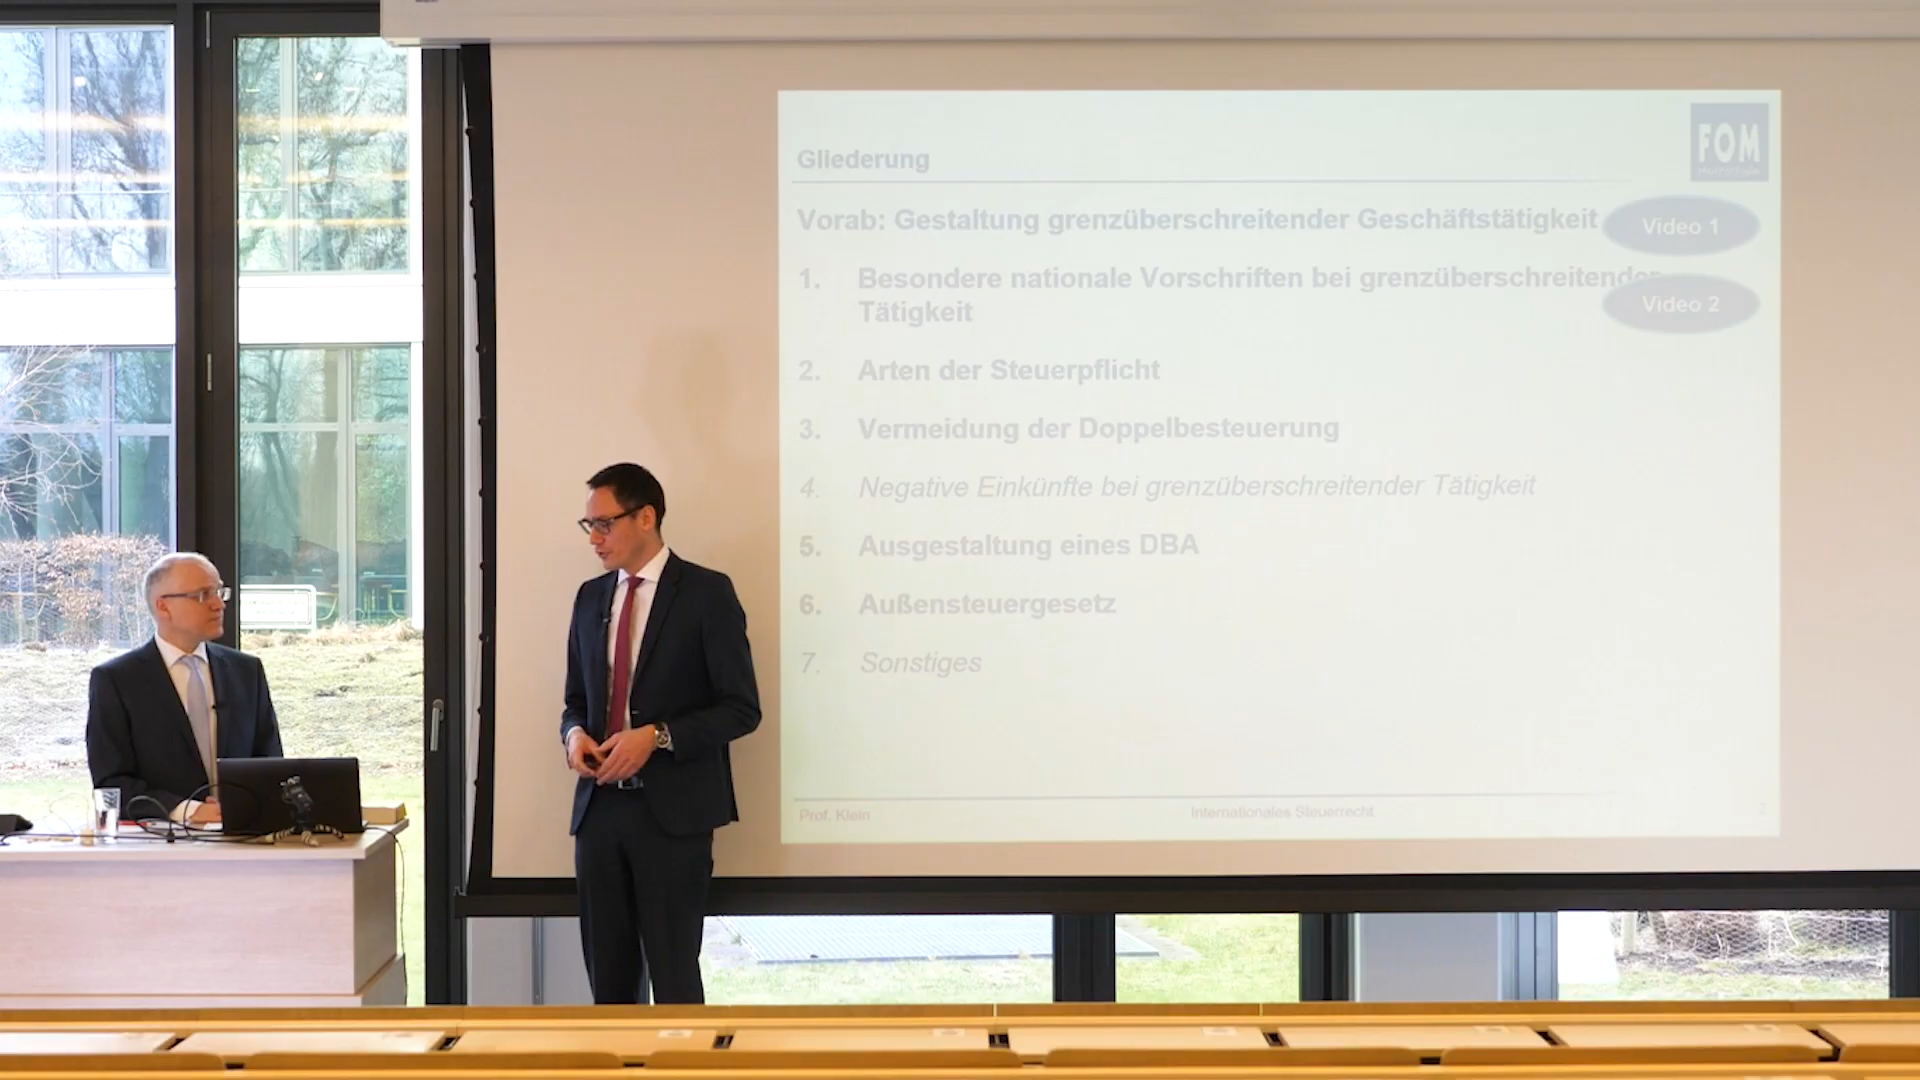 FOM
Gliederung
Vorab: Gestaltung grenzüberschreitender Geschäftstätigkeit
Video 1
1. Besondere nationale Vorschriften bei grenzüberschreitender
Tätigkeit
Video 2
2. Arten der Steuerpflicht
3. Vermeidung der Doppelbesteuerung
4. Negative Einkünfte bei grenzüberschreitender Tätigkeit
5. Ausgestaltung eines DBA
6. Außensteuergesetz
7. Sonstiges
Prof. Klein
Internationales Steuerrecht
2